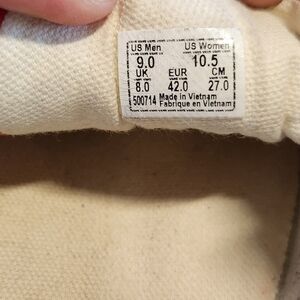 US Men US Women
9.0 10.5
UK EUR CM
8.0 42.0 27.0
500714 Made in Vietnam
Fabrique en Vietnam